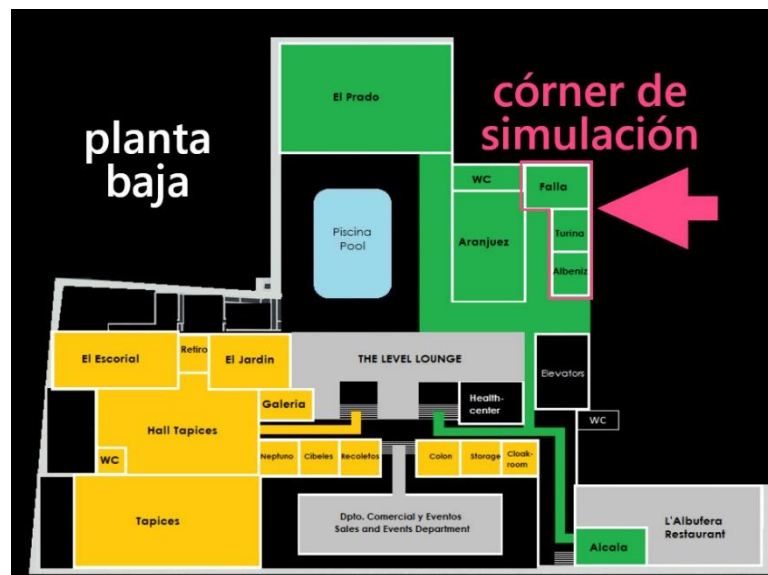 El Prado
córner de
simulación
planta
baja
WC
Falla
Piscina
Pool
Aranjuez
Turina
Albeniz
El Escorial
Retiro
El Jardin
THE LEVEL LOUNGE
Elevators
Galeria
Health-
center
Hall Tapices
WC
WC
Neptuno
Cibeles
Recoletos
Colon
Storage
Cloak-
room
Tapices
Dpto. Comercial y Eventos
Sales and Events Department
L'Albufera
Restaurant
Alcala